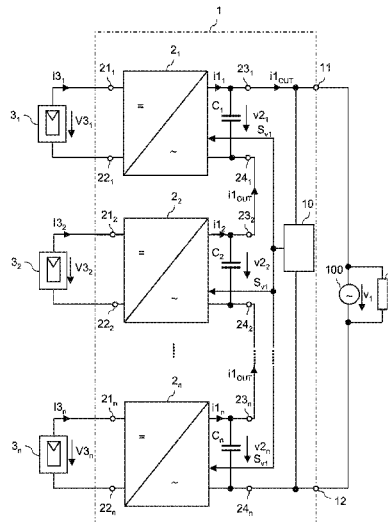 1
i3₁ 21₁ 2₁ i1₁ 23₁ i1OUT 11
3₁ V3₁ = C₁ v2₁
~ Sv1
22₁ 24₁
i1OUT 10
i3₂ 21₂ 2₂ i1₂ 23₂
3₂ V3₂ = C₂ v2₂ 100 ~ v₁
~ Sv1
22₂ 24₂
i1OUT
i3ₙ 21ₙ 2ₙ i1ₙ 23ₙ
3ₙ V3ₙ = Cₙ v2ₙ
~ Sv1
22ₙ 24ₙ 12